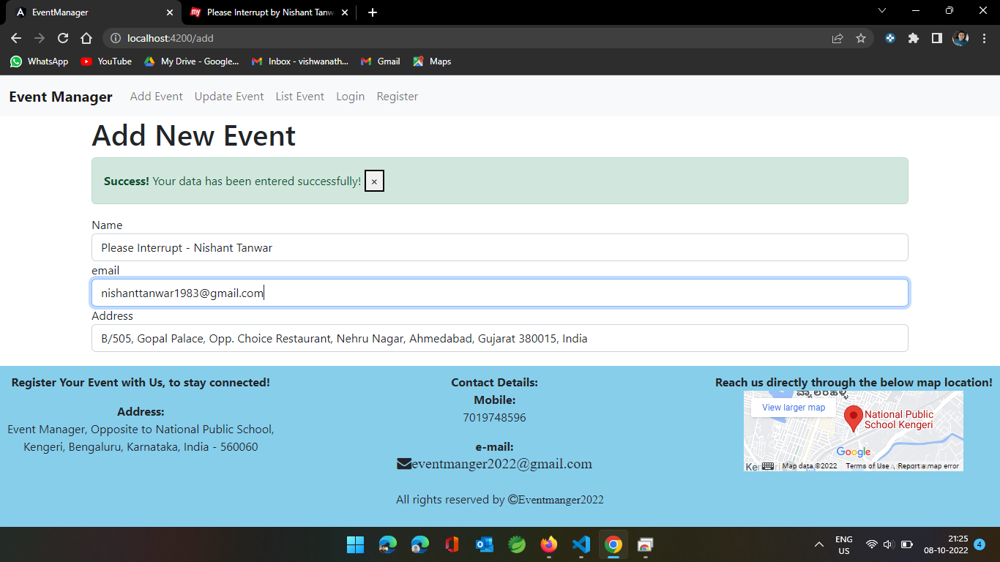 EventManager
my Please Interrupt by Nishant Tanw
localhost:4200/add
WhatsApp YouTube My Drive - Google... Inbox - vishwanath... Gmail Maps
Event Manager Add Event Update Event List Event Login Register
Add New Event
Success! Your data has been entered successfully! ×
Name
Please Interrupt - Nishant Tanwar
email
nishanttanwar1983@gmail.com
Address
B/505, Gopal Palace, Opp. Choice Restaurant, Nehru Nagar, Ahmedabad, Gujarat 380015, India
Register Your Event with Us, to stay connected!
Address:
Event Manager, Opposite to National Public School,
Kengeri, Bengaluru, Karnataka, India - 560060
Contact Details:
Mobile:
7019748596
e-mail:
eventmanger2022@gmail.com
All rights reserved by ©Eventmanger2022
Reach us directly through the below map location!
View larger map
National Public
School Kengeri
Google
Map data ©2022 Terms of Use Report a map error
ENG
US
21:25
08-10-2022
4